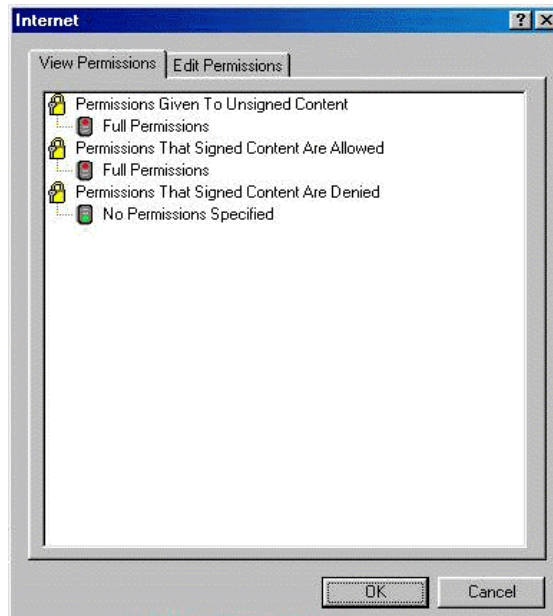 Internet
View Permissions
Edit Permissions
Permissions Given To Unsigned Content
Full Permissions
Permissions That Signed Content Are Allowed
Full Permissions
Permissions That Signed Content Are Denied
No Permissions Specified
OK
Cancel